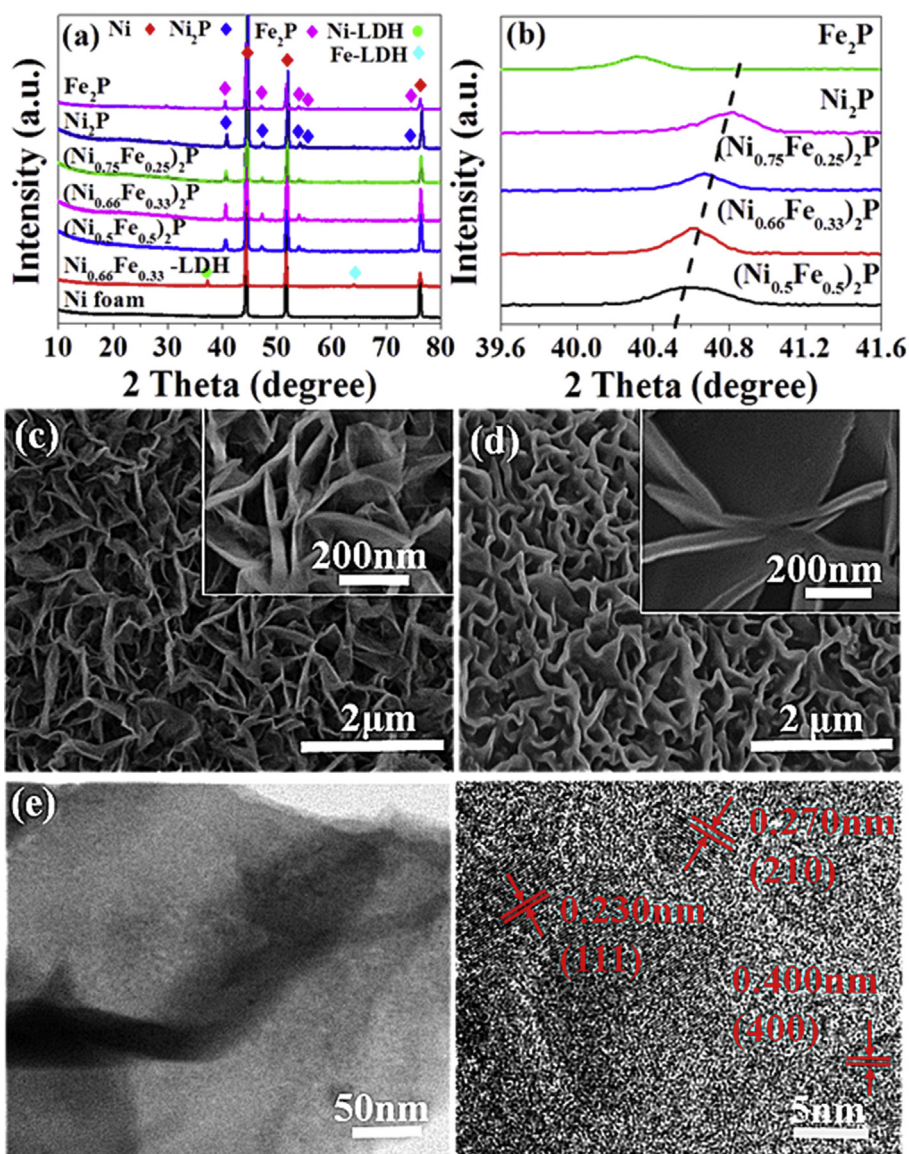 (a) Ni Ni₂P Fe₂P Ni-LDH
Fe-LDH
Fe₂P
Ni₂P
(Ni₀.₇₅Fe₀.₂₅)₂P
(Ni₀.₆₆Fe₀.₃₃)₂P
(Ni₀.₅Fe₀.₅)₂P
Ni₀.₆₆Fe₀.₃₃ -LDH
Ni foam
Intensity (a.u.)
10 20 30 40 50 60 70 80
2 Theta (degree)
(b)
Fe₂P
Ni₂P
(Ni₀.₇₅Fe₀.₂₅)₂P
(Ni₀.₆₆Fe₀.₃₃)₂P
(Ni₀.₅Fe₀.₅)₂P
Intensity (a.u.)
39.6 40.0 40.4 40.8 41.2 41.6
2 Theta (degree)
(c)
200nm
2μm
(d)
200nm
2 μm
(e)
50nm
0.270nm
(210)
0.230nm
(111)
0.400nm
(400)
5nm